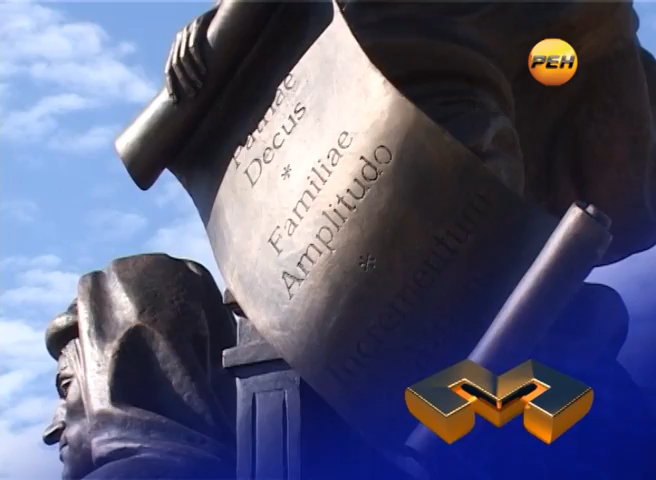 РЕН
Patriae
Decus
*
Familiae
Amplitudo
*
Incrementum